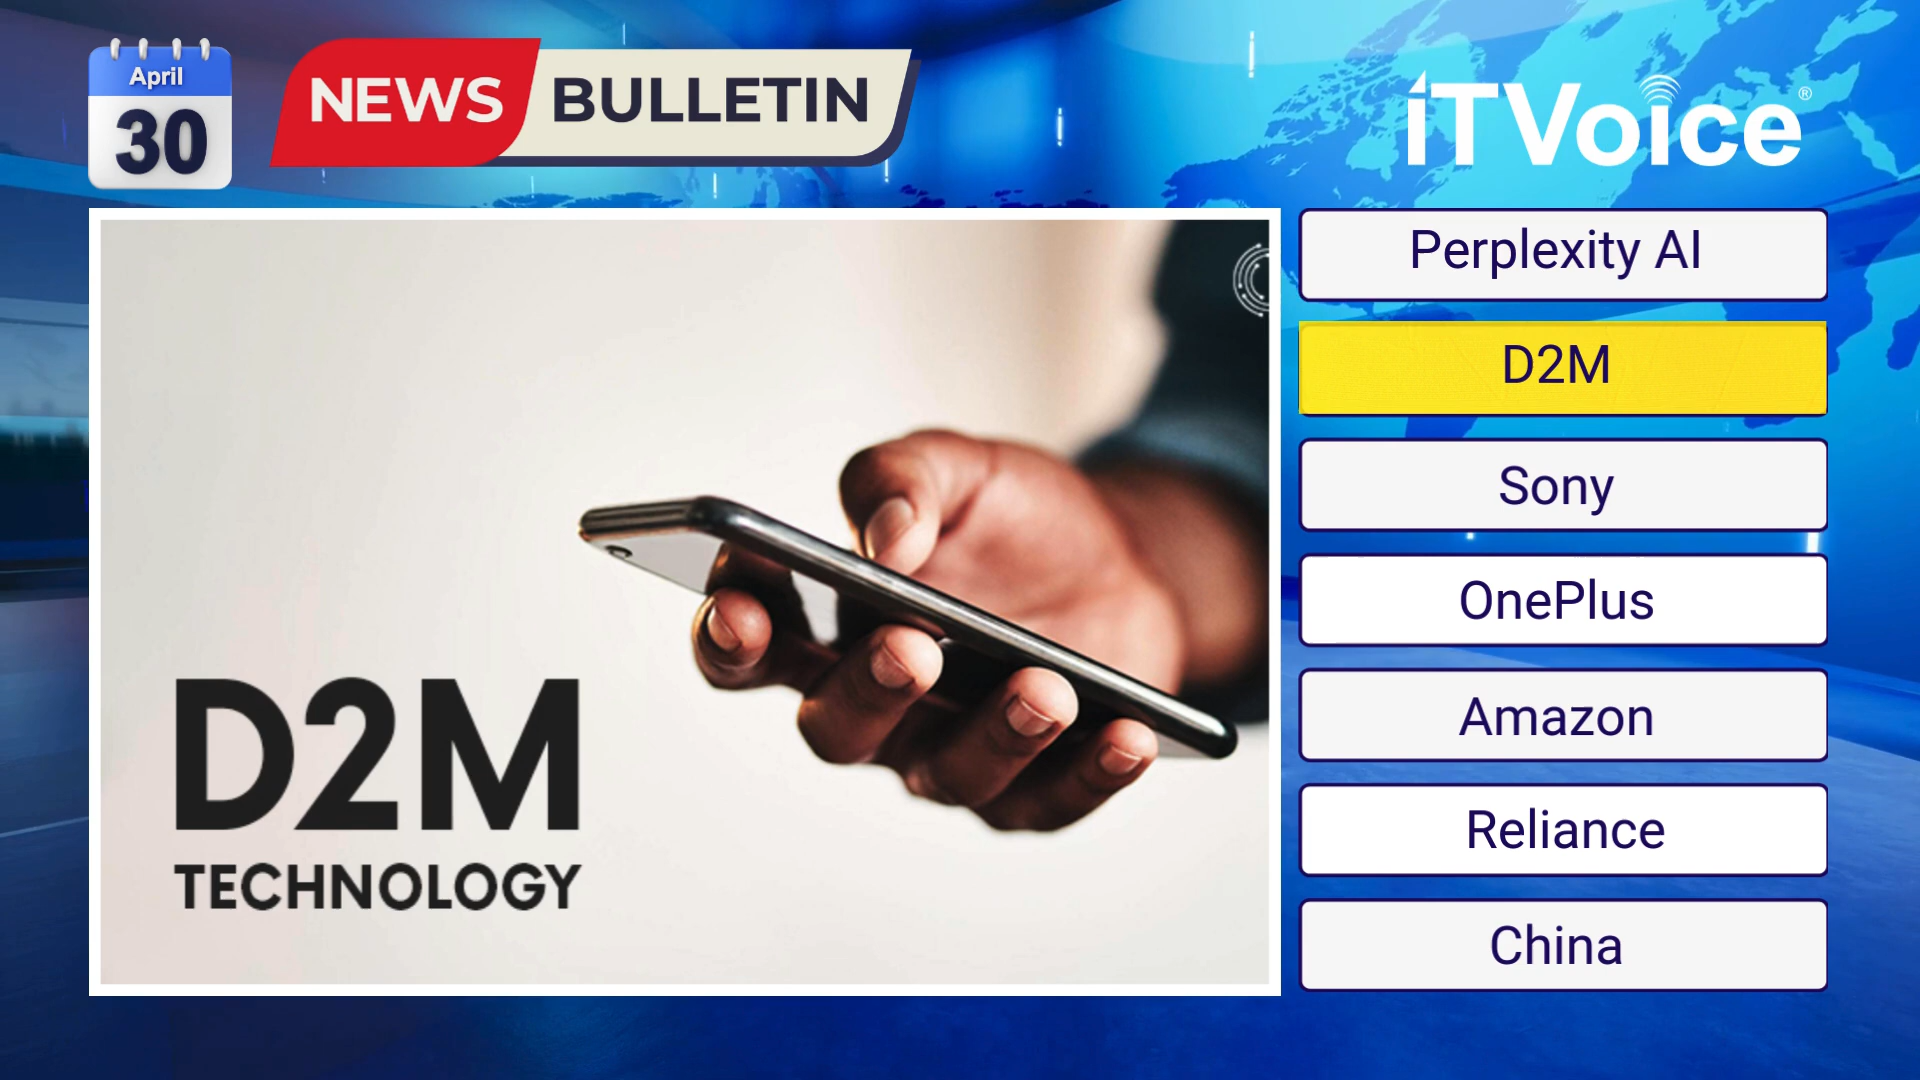 April
30
NEWS BULLETIN
iTVoice®
D2M
TECHNOLOGY
Perplexity AI
D2M
Sony
OnePlus
Amazon
Reliance
China